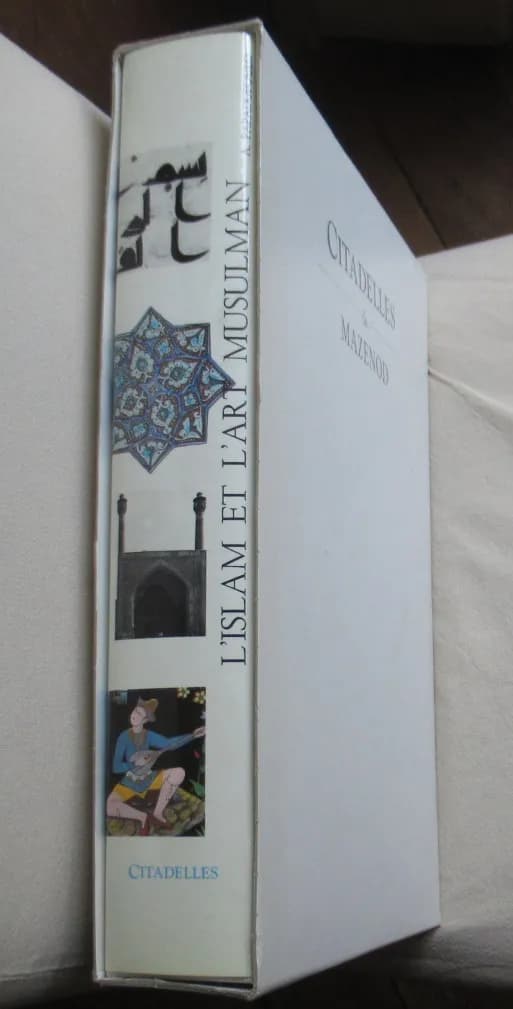 L'ISLAM ET L'ART MUSULMAN
CITADELLES
CITADELLES
&
MAZENOD